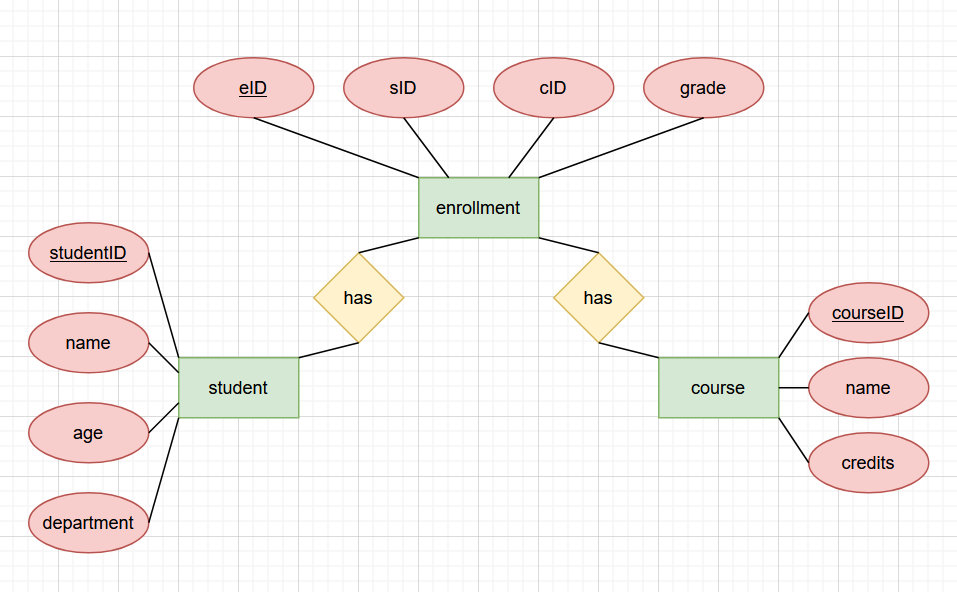 eID
sID
cID
grade
enrollment
studentID
name
age
department
has
has
student
course
courseID
name
credits